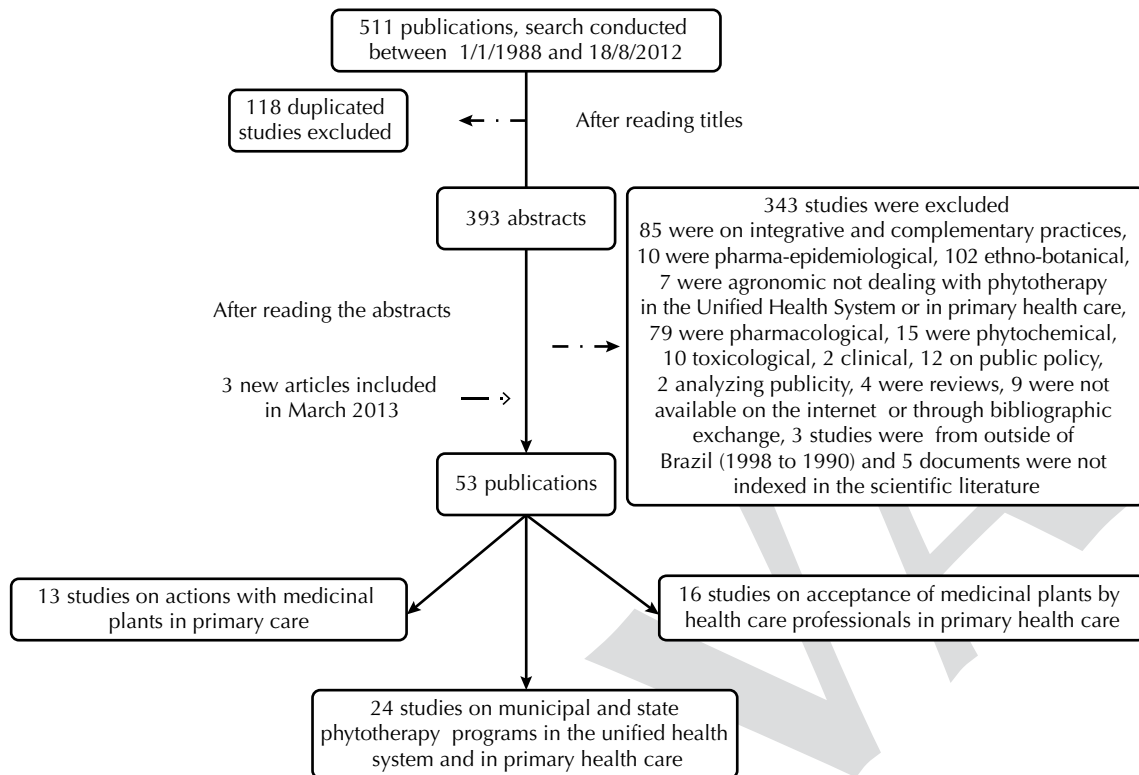 511 publications, search conducted
between 1/1/1988 and 18/8/2012
118 duplicated
studies excluded
After reading titles
393 abstracts
343 studies were excluded
85 were on integrative and complementary practices,
10 were pharma-epidemiological, 102 ethno-botanical,
7 were agronomic not dealing with phytotherapy
in the Unified Health System or in primary health care,
79 were pharmacological, 15 were phytochemical,
10 toxicological, 2 clinical, 12 on public policy,
2 analyzing publicity, 4 were reviews, 9 were not
available on the internet or through bibliographic
exchange, 3 studies were from outside of
Brazil (1998 to 1990) and 5 documents were not
indexed in the scientific literature
After reading the abstracts
3 new articles included
in March 2013
53 publications
13 studies on actions with medicinal
plants in primary care
16 studies on acceptance of medicinal plants by
health care professionals in primary health care
24 studies on municipal and state
phytotherapy programs in the unified health
system and in primary health care